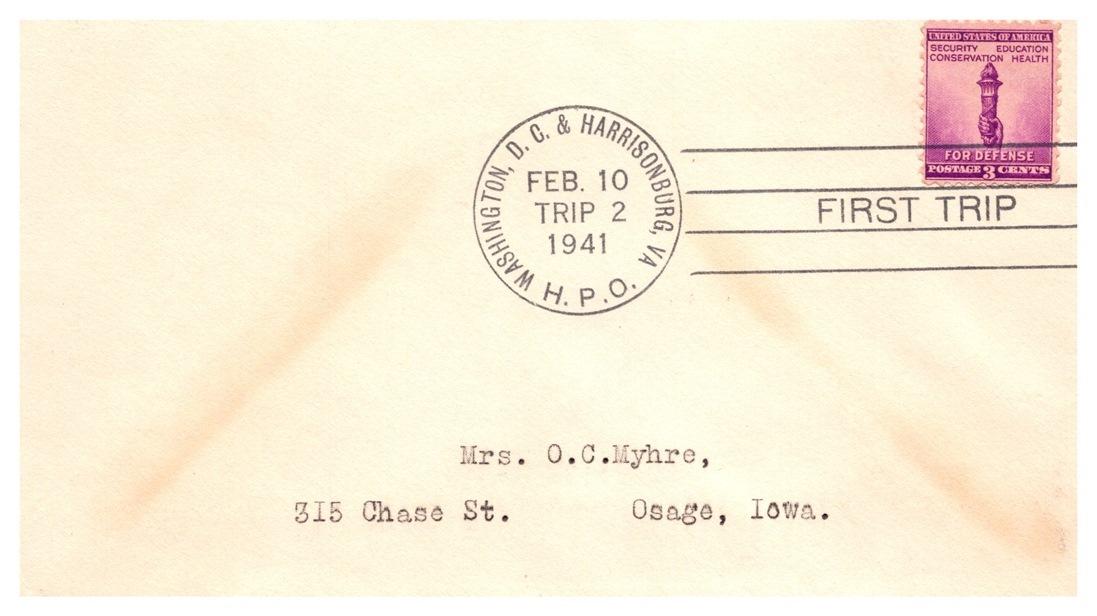 UNITED STATES OF AMERICA
SECURITY EDUCATION
CONSERVATION HEALTH
FOR DEFENSE
POSTAGE 3 CENTS
WASHINGTON, D. C. & HARRISONBURG, VA
FEB. 10
TRIP 2
1941
H. P. O.
FIRST TRIP
Mrs. O.C.Myhre,
315 Chase St. Osage, Iowa.